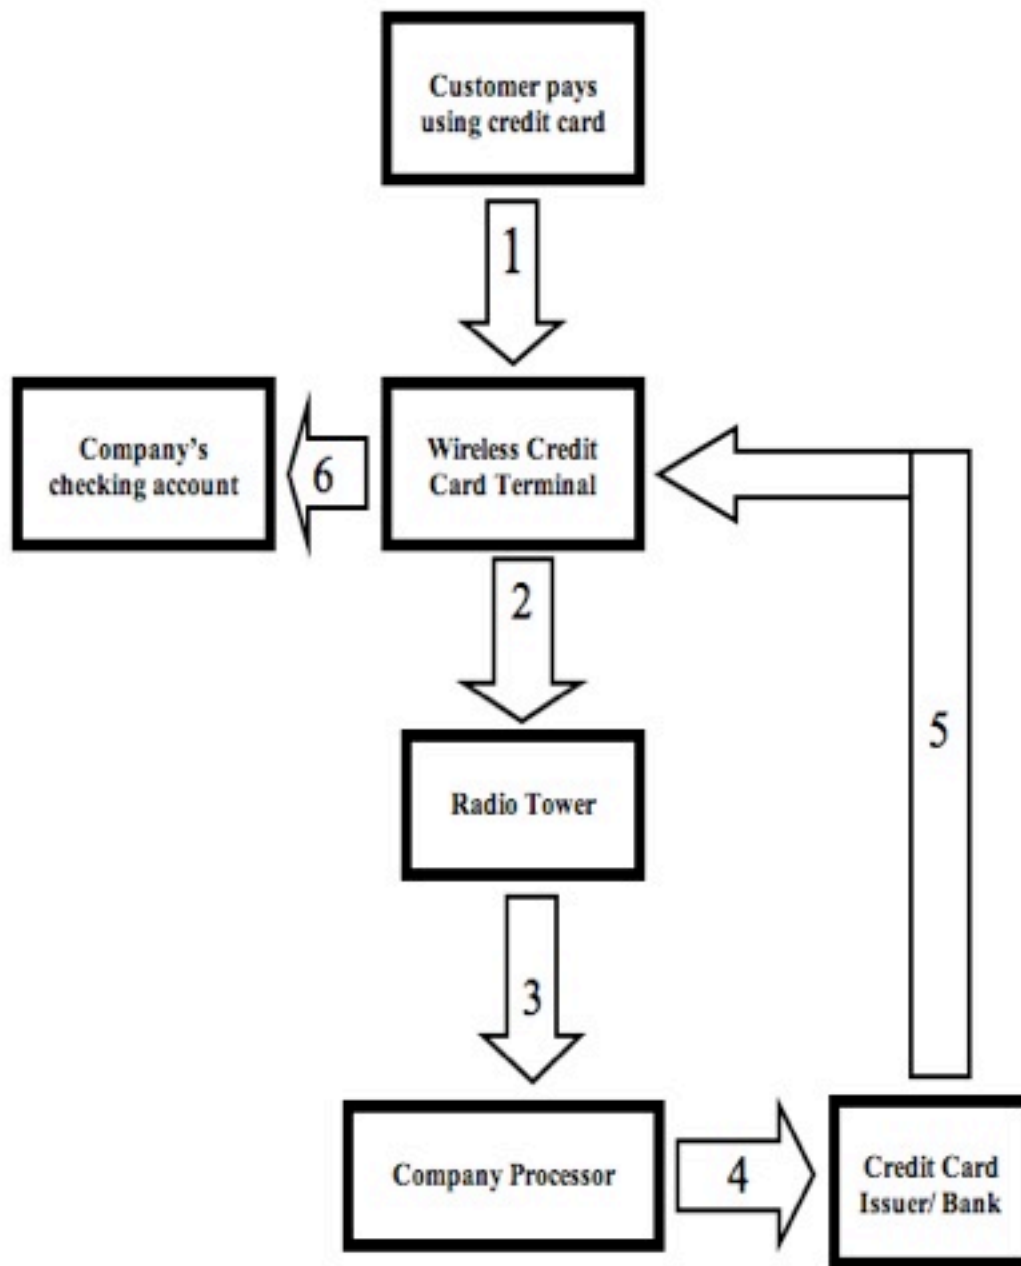 Customer pays
using credit card
1
Company's
checking account
6
Wireless Credit
Card Terminal
2
Radio Tower
5
3
Company Processor
4
Credit Card
Issuer/ Bank